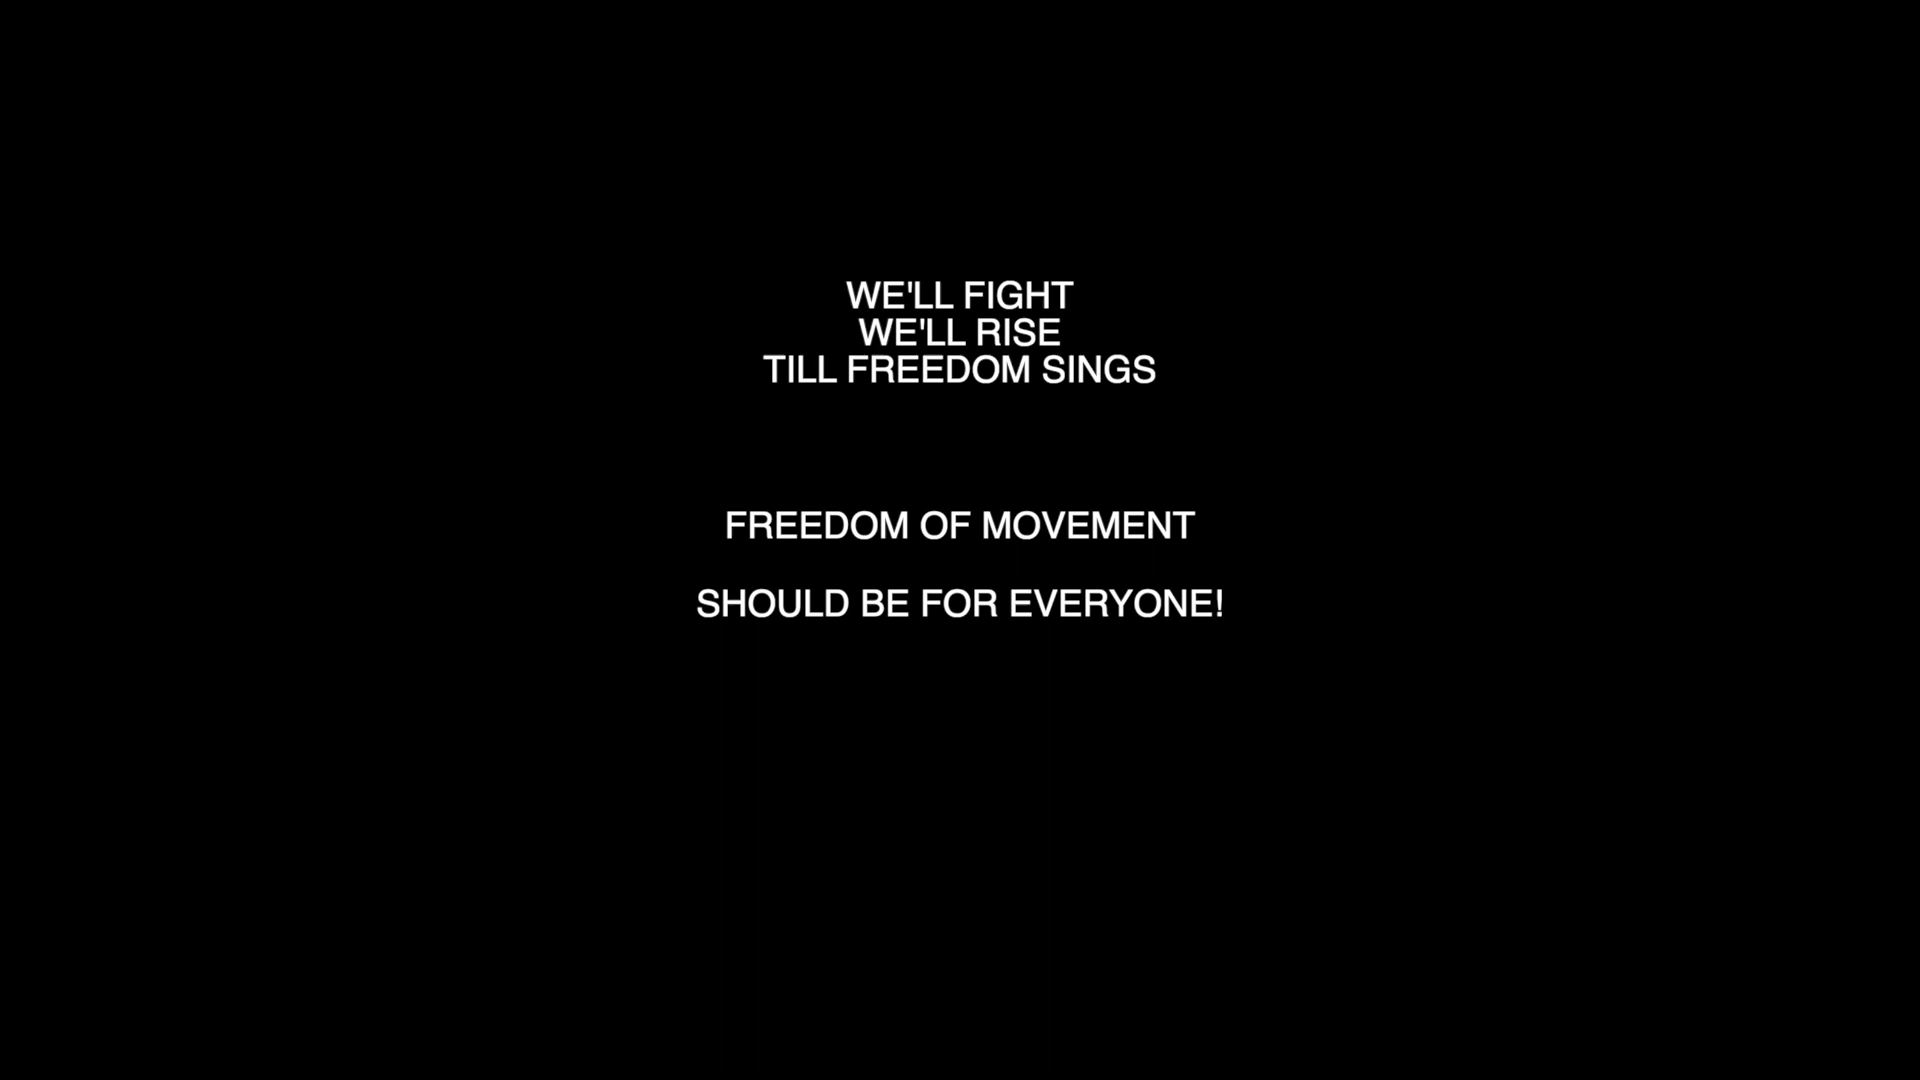 WE'LL FIGHT
WE'LL RISE
TILL FREEDOM SINGS
FREEDOM OF MOVEMENT
SHOULD BE FOR EVERYONE!